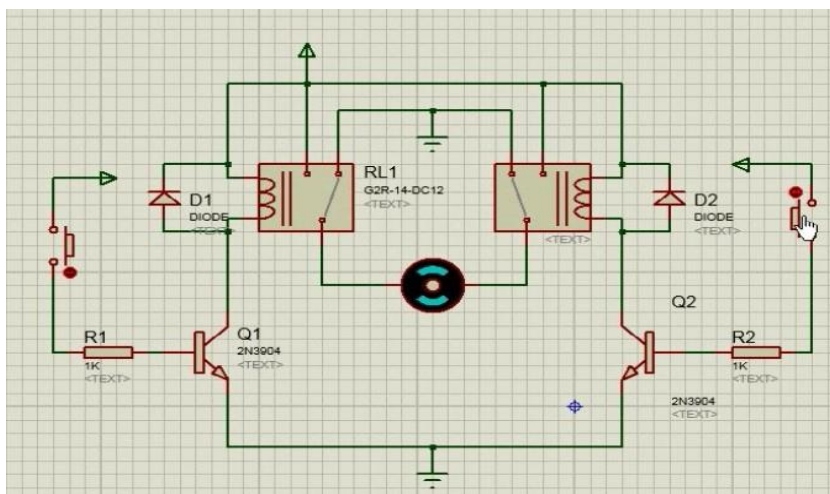 RL1
G2R-14-DC12
<TEXT>
D1
DIODE
<TEXT>
D2
DIODE
<TEXT>
<TEXT>
R1
1K
<TEXT>
Q1
2N3904
<TEXT>
Q2
2N3904
<TEXT>
R2
1K
<TEXT>